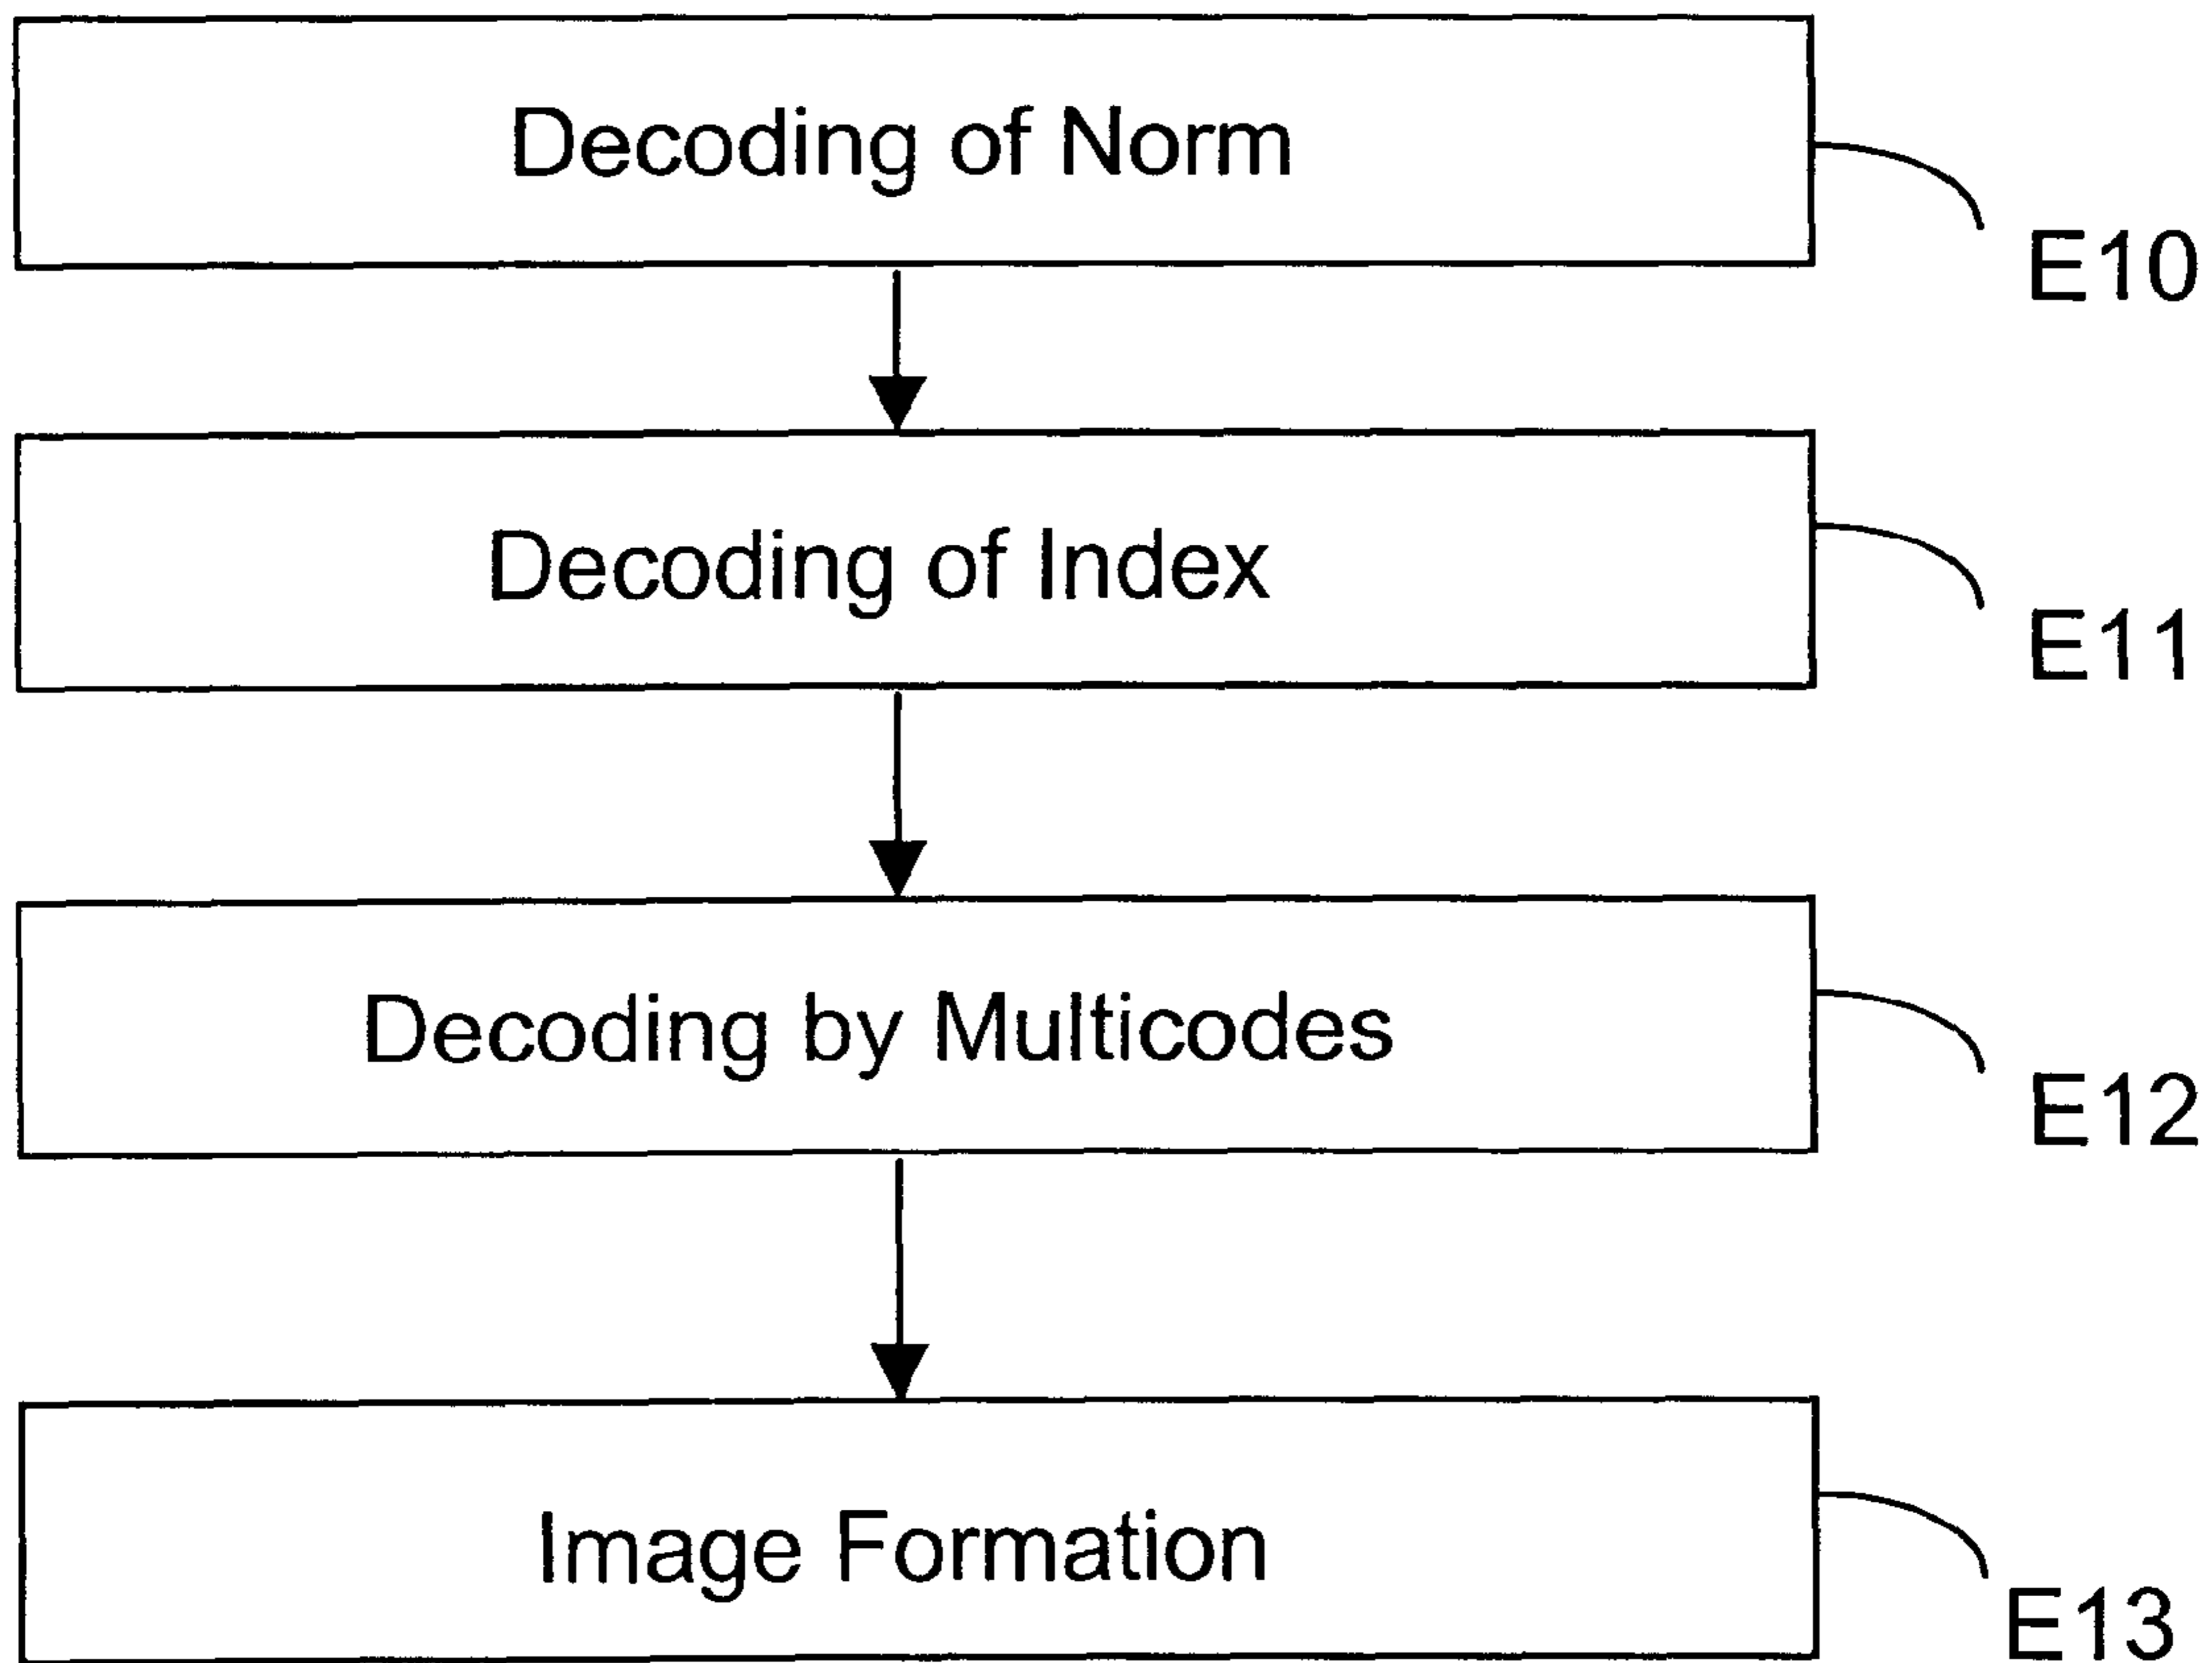 Decoding of Norm
E10
Decoding of Index
E11
Decoding by Multicodes
E12
Image Formation
E13